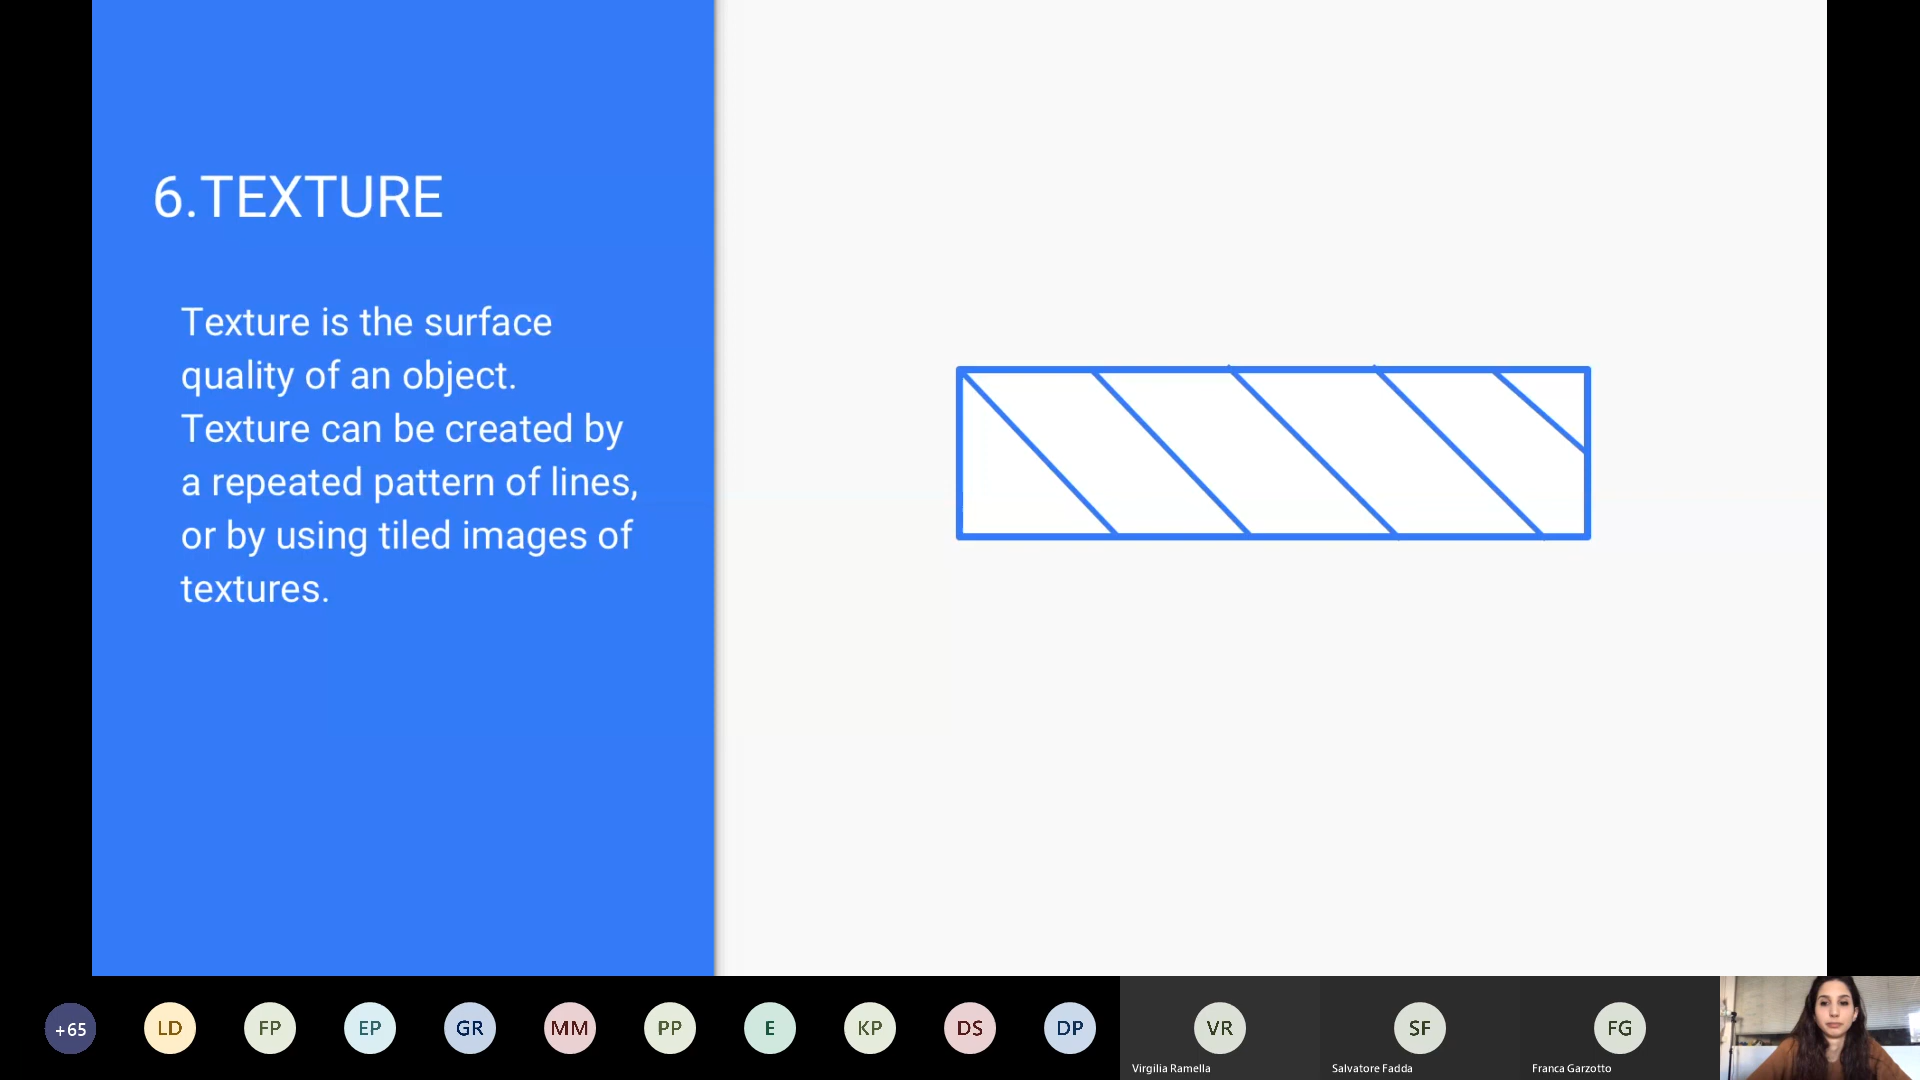 6.TEXTURE
Texture is the surface
quality of an object.
Texture can be created by
a repeated pattern of lines,
or by using tiled images of
textures.
+65
LD
FP
EP
GR
MM
PP
E
KP
DS
DP
VR
SF
FG
Virgilia Ramella
Salvatore Fadda
Franca Garzotto